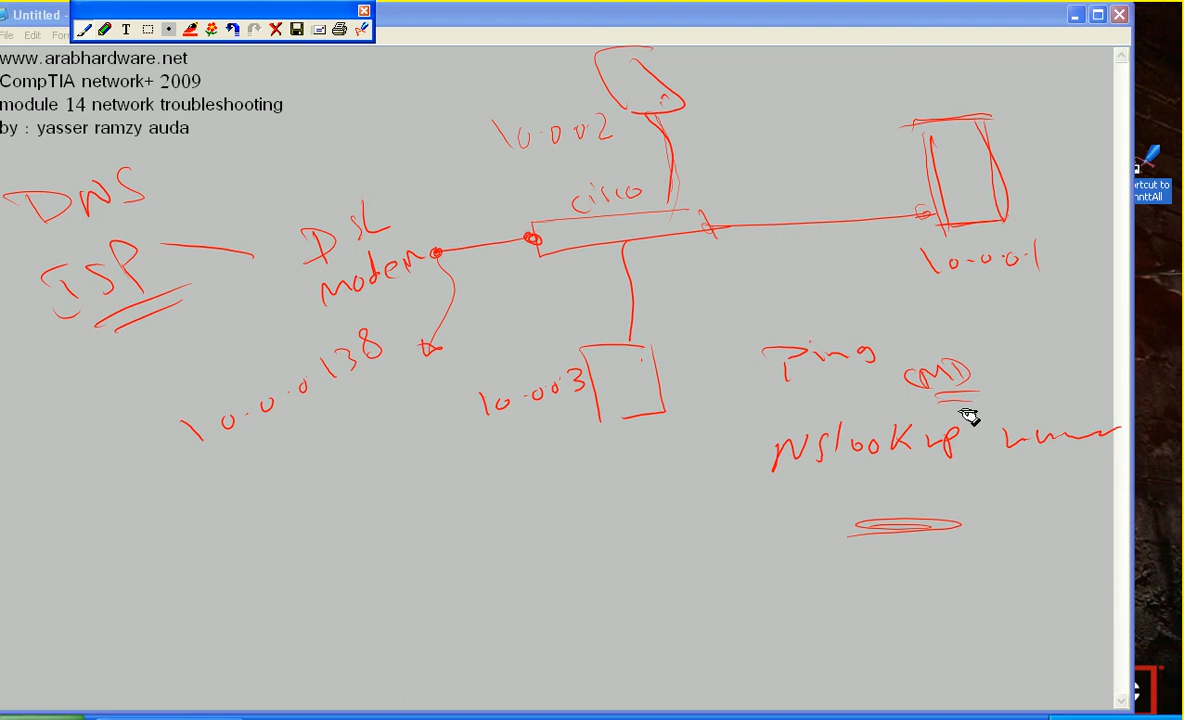 Untitled -
File Edit
www.arabhardware.net
CompTIA network+ 2009
module 14 network troubleshooting
by : yasser ramzy auda
10.0.0.2
cisco
DNS
DSL
modem
ISP
10.0.0.1
10.0.0.138
10.0.0.3
Ping
CMD
NSlookup